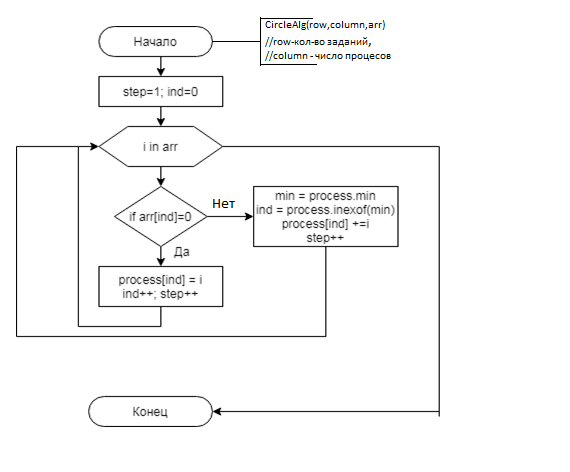 CircleAlg(row,column,arr)
//row-кол-во заданий,
//column - число процесов
Начало
step=1; ind=0
i in arr
if arr[ind]=0
Нет
min = process.min
ind = process.inexof(min)
process[ind] +=i
step++
Да
process[ind] = i
ind++; step++
Конец